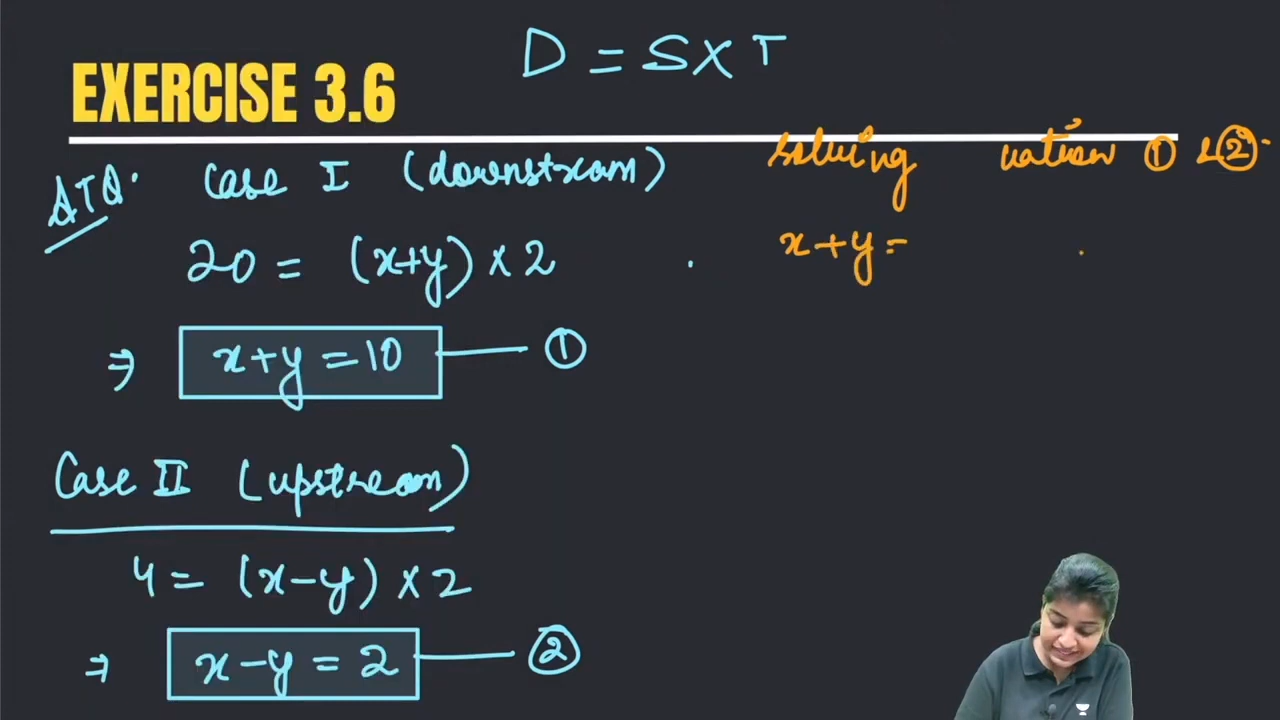 D = S X T
EXERCISE 3.6
ATQ. Case I (downstream)
20 = (x+y) × 2
⇒ x+y = 10 — ①
Case II (upstream)
4 = (x-y) × 2
⇒ x-y = 2 — ②
Solving uation ① & ②.
x+y =